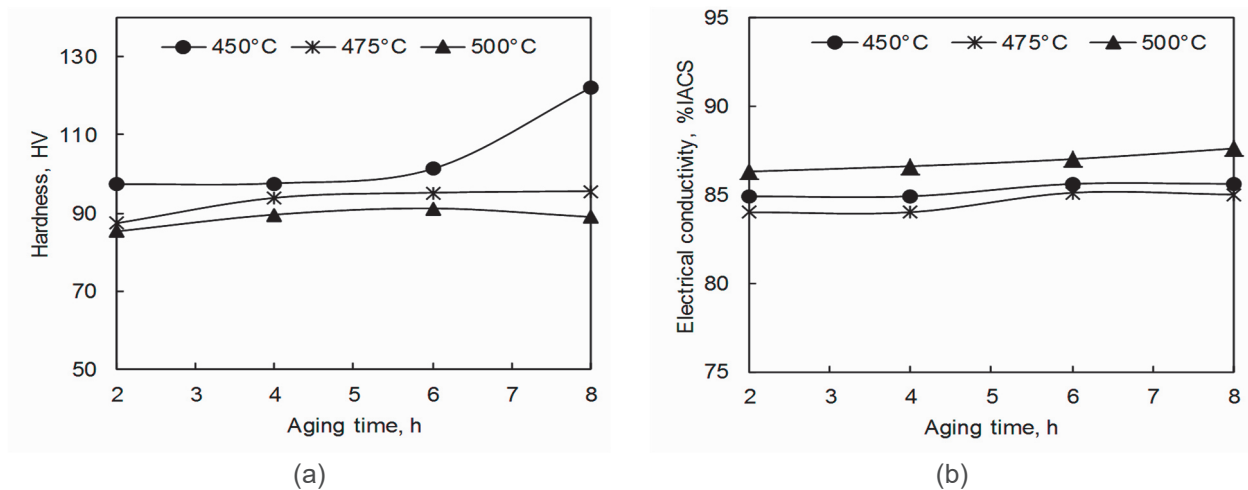 450°C 475°C 500°C
130
110
90
70
50
Hardness, HV
2 3 4 5 6 7 8
Aging time, h
(a)
450°C 475°C 500°C
95
90
85
80
75
Electrical conductivity, %IACS
2 3 4 5 6 7 8
Aging time, h
(b)